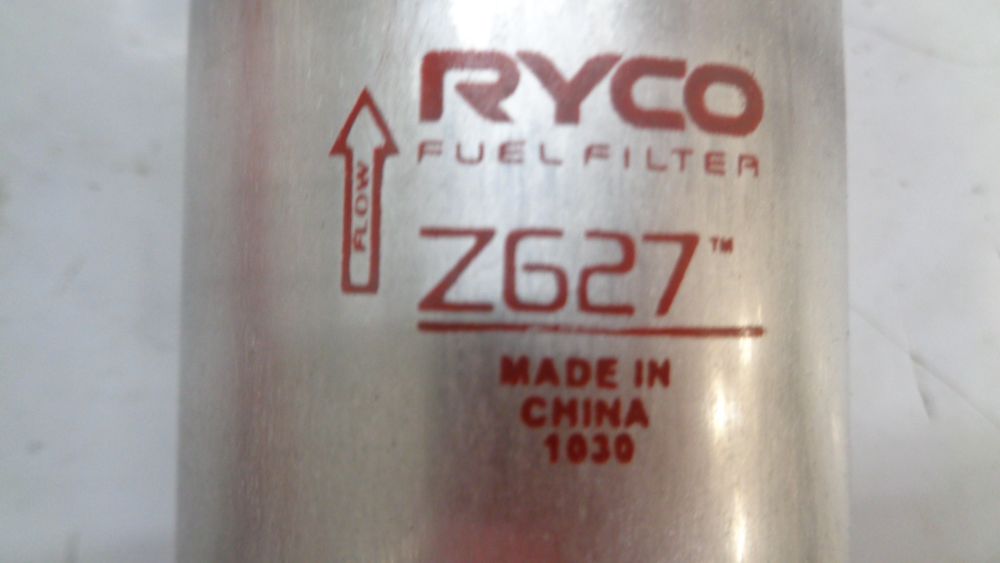 RYCO
FUEL FILTER
FLOW
Z627™
MADE IN
CHINA
1030